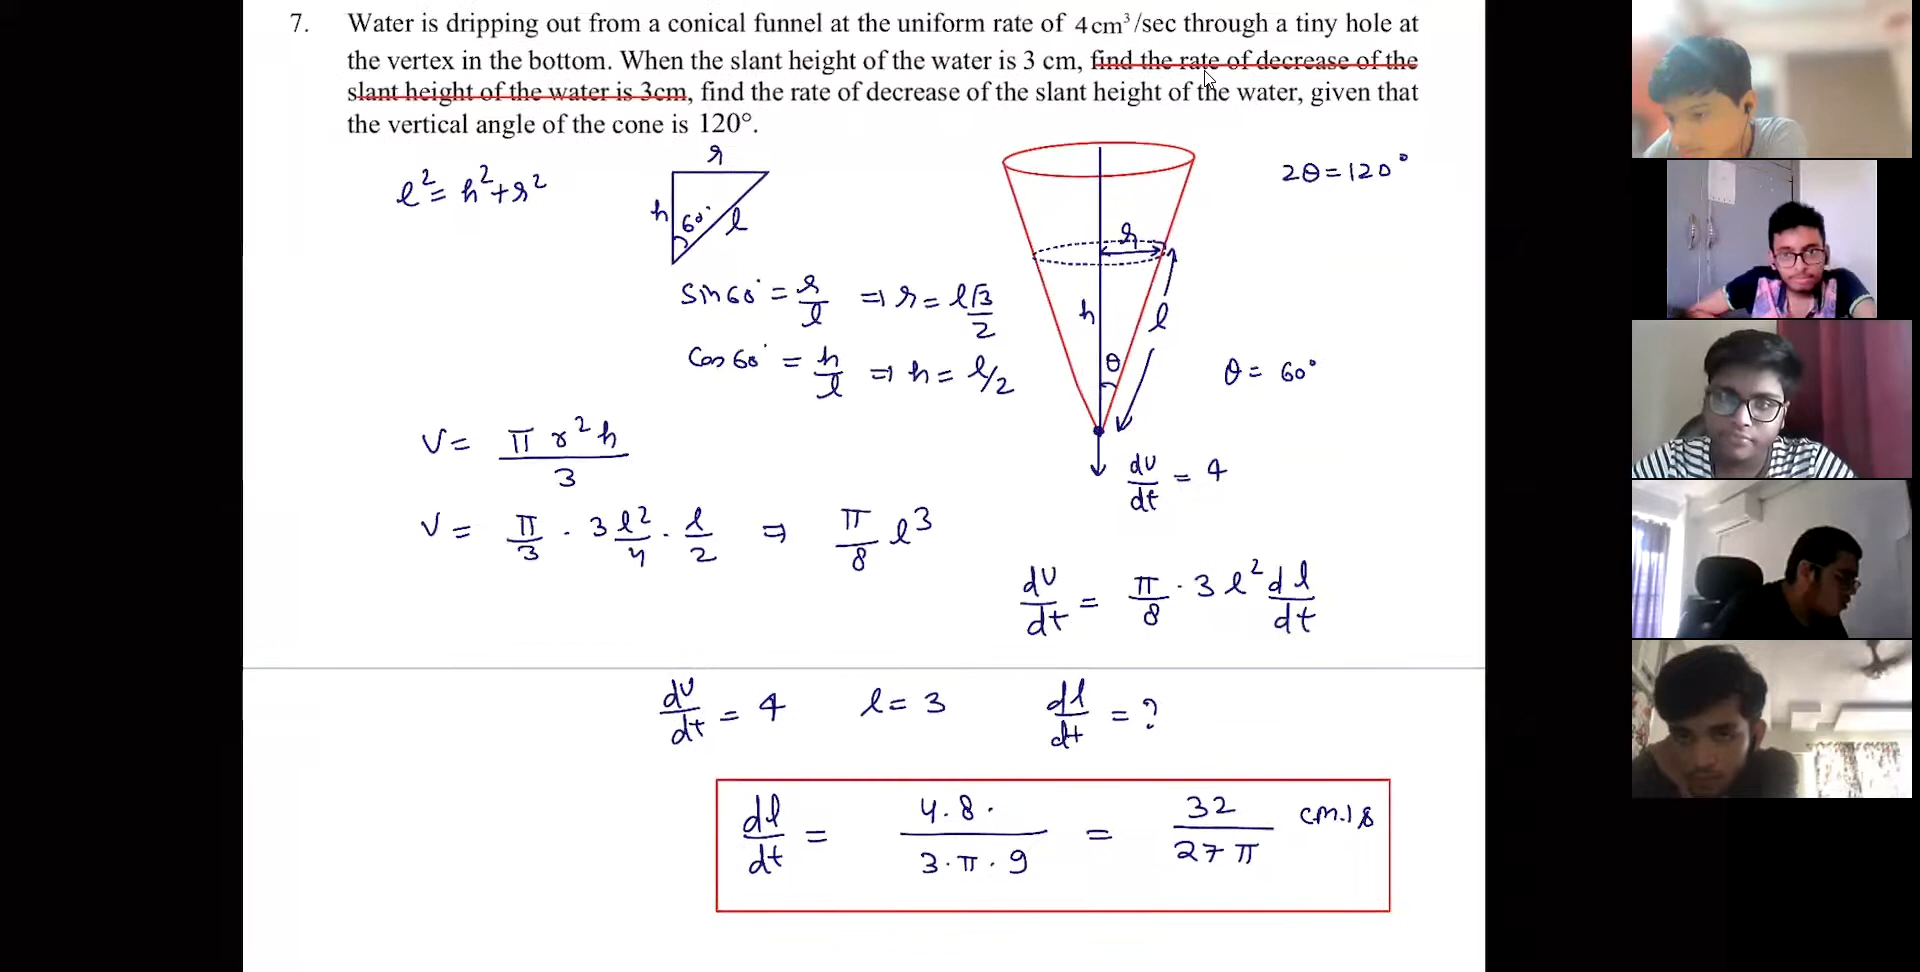 7. Water is dripping out from a conical funnel at the uniform rate of 4cm³/sec through a tiny hole at
the vertex in the bottom. When the slant height of the water is 3 cm, find the rate of decrease of the
slant height of the water is 3cm, find the rate of decrease of the slant height of the water, given that
the vertical angle of the cone is 120°.
l² = h² + r²
r
h 60° l
2θ = 120°
sin 60° = r/l ⇒ r = l√3/2
r
h
l
cos 60° = h/l ⇒ h = l/2
θ
θ = 60°
V = πr²h/3
dv/dt = 4
V = π/3 · 3l²/4 · l/2 ⇒ π/8 l³
dv/dt = π/8 · 3l² dl/dt
dv/dt = 4 l = 3 dl/dt = ?
dl/dt = 4·8·/3·π·9 = 32/27π cm/s